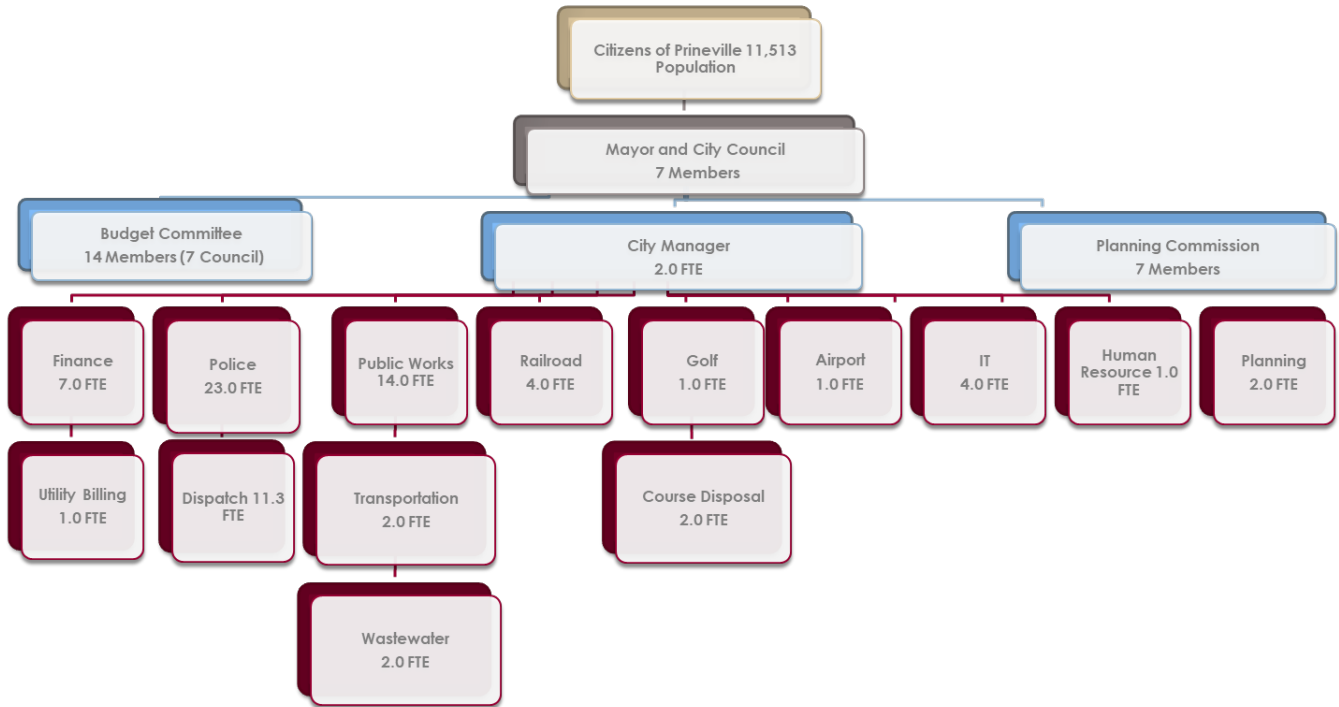 Citizens of Prineville 11,513
Population
Mayor and City Council
7 Members
Budget Committee
14 Members (7 Council)
City Manager
2.0 FTE
Planning Commission
7 Members
Finance
7.0 FTE
Police
23.0 FTE
Public Works
14.0 FTE
Railroad
4.0 FTE
Golf
1.0 FTE
Airport
1.0 FTE
IT
4.0 FTE
Human
Resource 1.0
FTE
Planning
2.0 FTE
Utility Billing
1.0 FTE
Dispatch 11.3
FTE
Transportation
2.0 FTE
Course Disposal
2.0 FTE
Wastewater
2.0 FTE